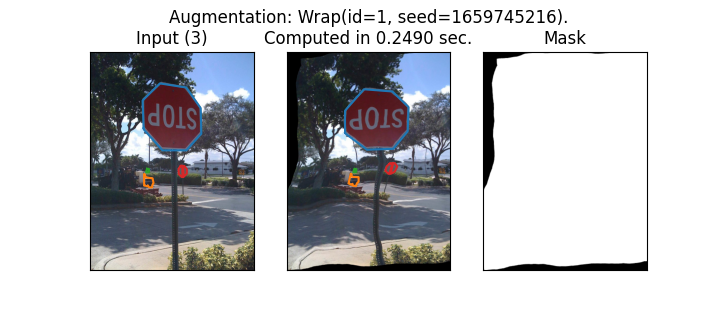 Augmentation: Wrap(id=1, seed=1659745216).
Input (3)
Computed in 0.2490 sec.
Mask
STOP
STOP